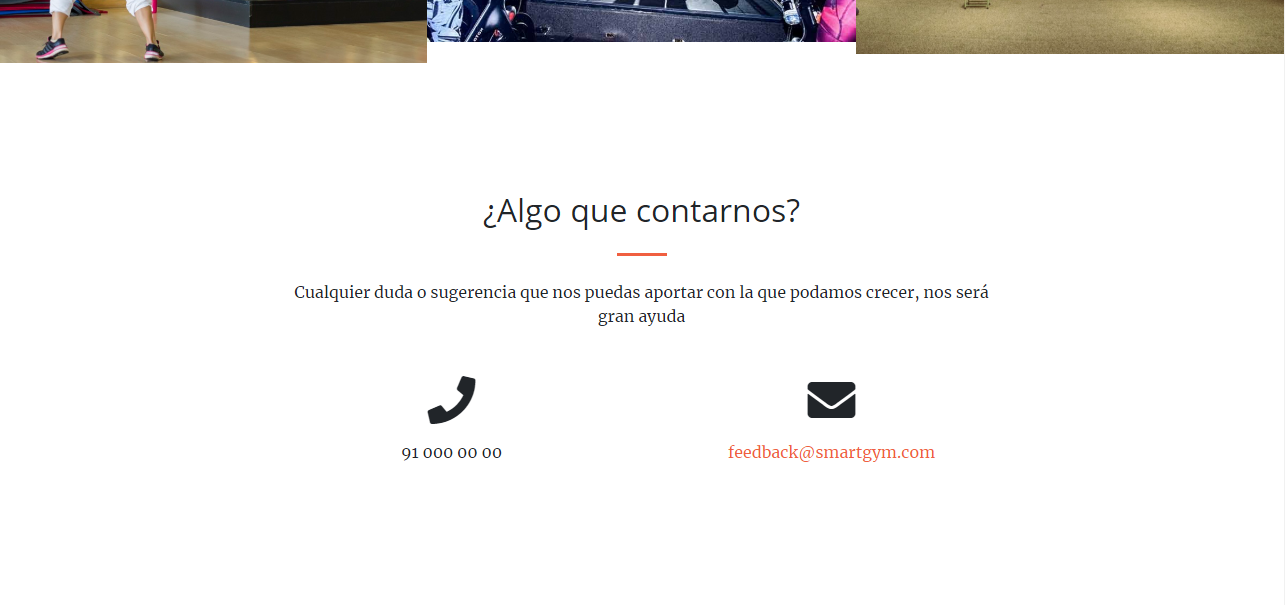 ¿Algo que contarnos?
Cualquier duda o sugerencia que nos puedas aportar con la que podamos crecer, nos será
gran ayuda
91 000 00 00
feedback@smartgym.com